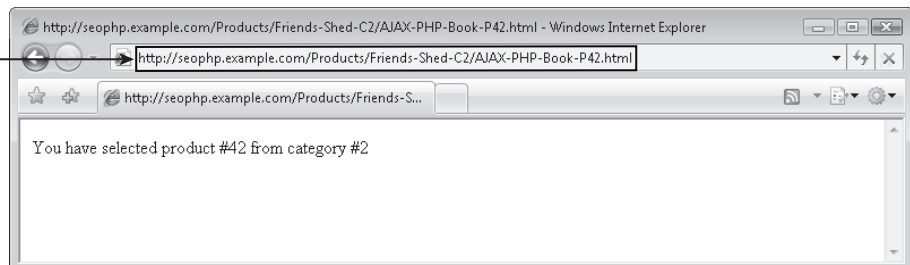 http://seophp.example.com/Products/Friends-Shed-C2/AJAX-PHP-Book-P42.html - Windows Internet Explorer
http://seophp.example.com/Products/Friends-Shed-C2/AJAX-PHP-Book-P42.html
http://seophp.example.com/Products/Friends-S...
You have selected product #42 from category #2